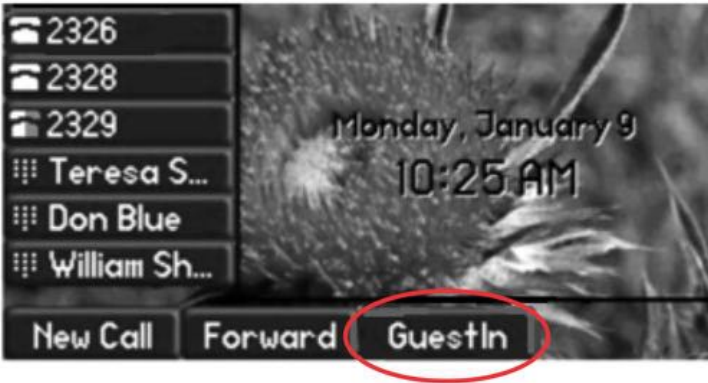 2326
2328
2329
Teresa S...
Don Blue
William Sh...
Monday, January 9
10:25 AM
New Call
Forward
GuestIn